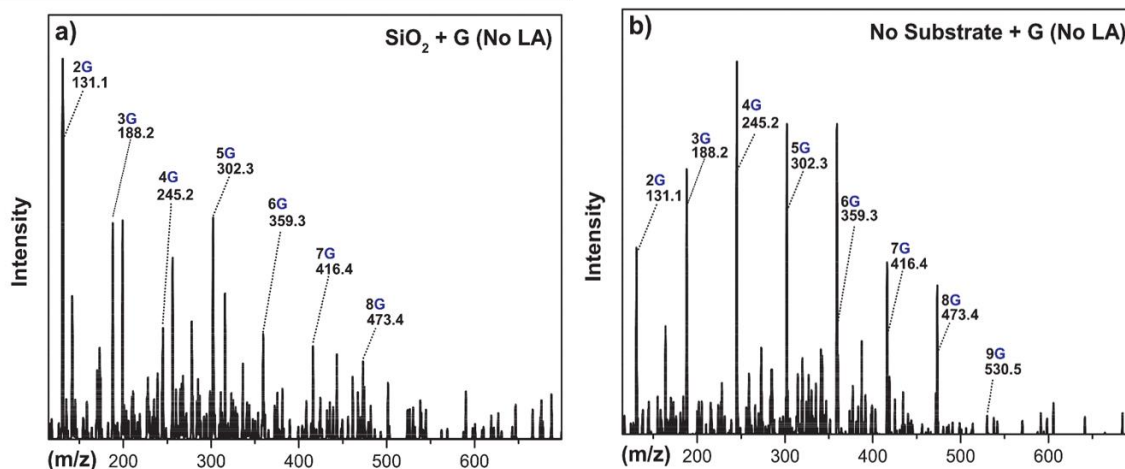 a)
SiO₂ + G (No LA)
2G
131.1
3G
188.2
4G
245.2
5G
302.3
6G
359.3
7G
416.4
8G
473.4
Intensity
(m/z)
200
300
400
500
600
b)
No Substrate + G (No LA)
2G
131.1
3G
188.2
4G
245.2
5G
302.3
6G
359.3
7G
416.4
8G
473.4
9G
530.5
Intensity
(m/z)
200
300
400
500
600